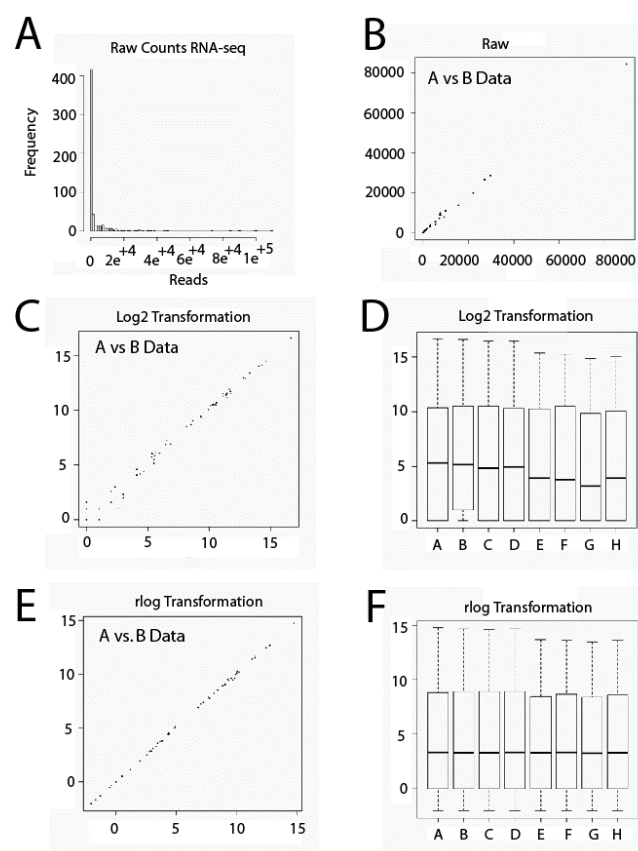 A
Raw Counts RNA-seq
Frequency
400
300
200
100
0
0 2e+4 4e+4 7e+4 1e+5
Reads
B
Raw
A vs B Data
80000
60000
40000
20000
0
0 20000 40000 60000 80000
C
Log2 Transformation
A vs B Data
15
10
5
0
0 5 10 15
D
Log2 Transformation
15
10
5
0
A B C D E F G H
E
rlog Transformation
A vs. B Data
15
10
5
0
0 5 10 15
F
rlog Transformation
15
10
5
0
A B C D E F G H